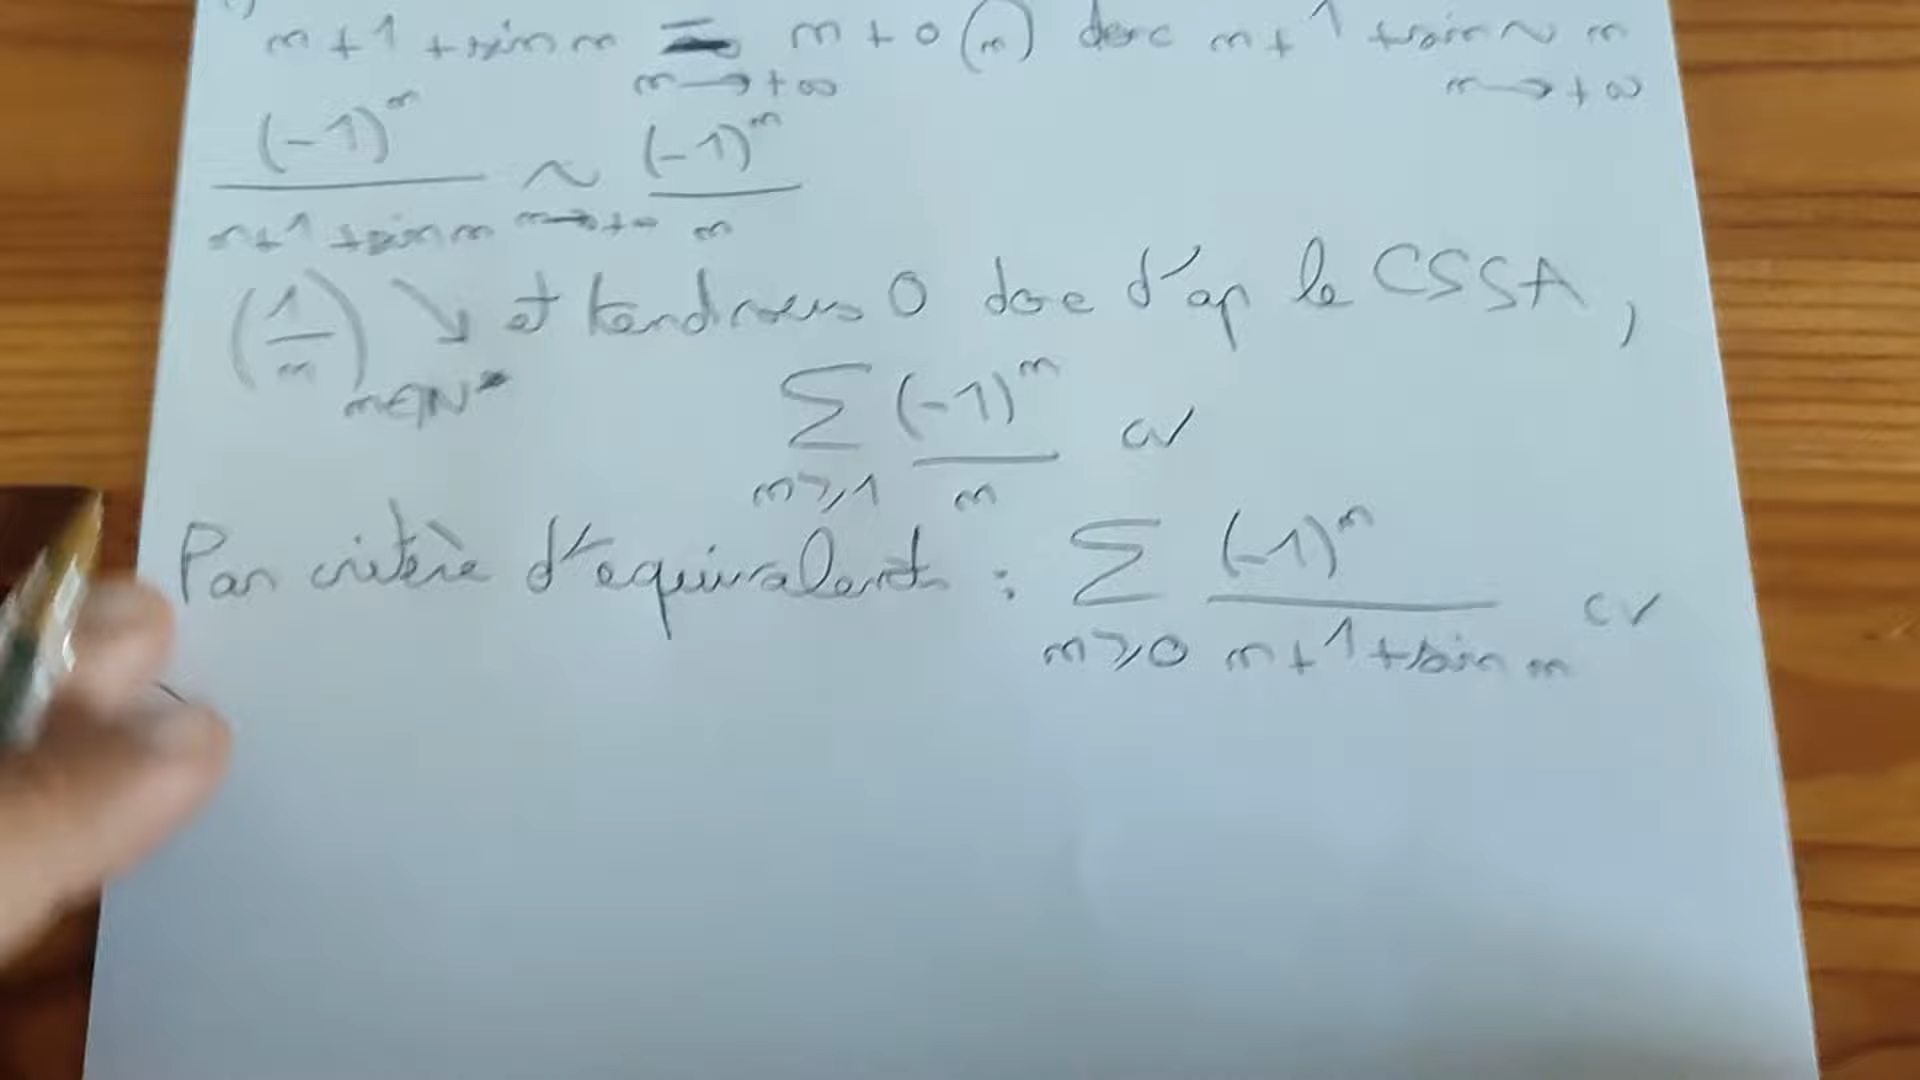 n+1+sin n = n+o(n) donc n+1+sin ~ n
n→+∞ n→+∞
(-1)^n / (n+1+sin n) ~ n→+∞ (-1)^n / n
(1/n) n∈N* ↘ et tend vers 0 donc d'ap le CSSA,
∑ n≥1 (-1)^n / n cv
Par critère d'équivalent : ∑ n≥0 (-1)^n / (n+1+sin n) cv